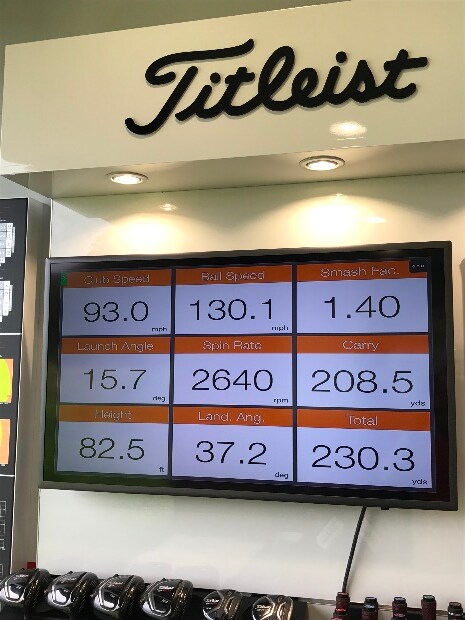 Titleist
Club Speed Ball Speed Smash Fac.
93.0 mph 130.1 mph 1.40
Launch Angle Spin Rate Carry
15.7 deg 2640 rpm 208.5 yds
Height Land. Ang. Total
82.5 ft 37.2 deg 230.3 yds